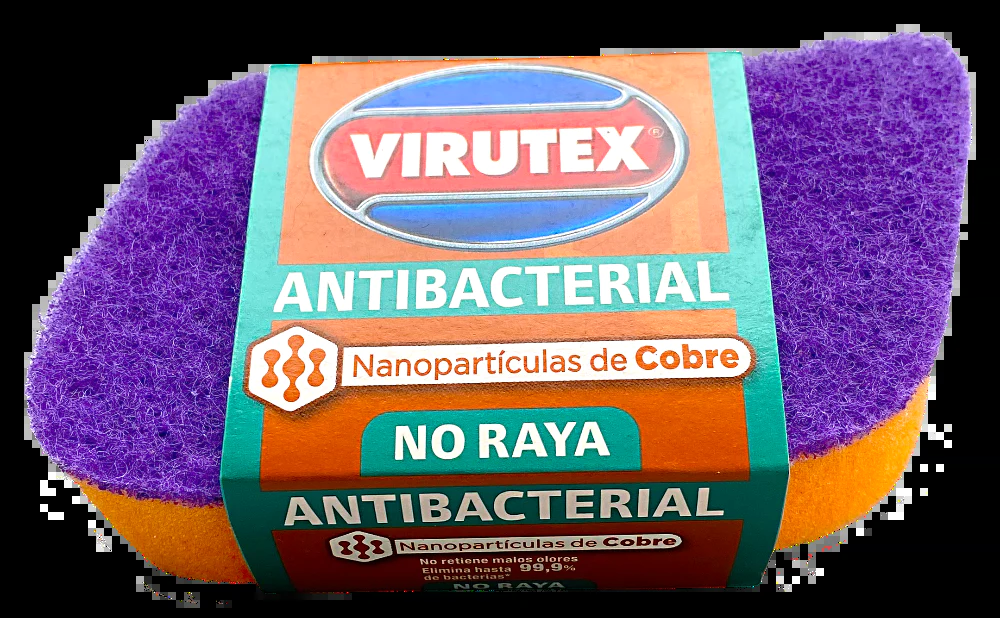 VIRUTEX®
ANTIBACTERIAL
Nanopartículas de Cobre
NO RAYA
ANTIBACTERIAL
Nanopartículas de Cobre
No retiene malos olores
Elimina hasta 99,9%
de bacterias*
NO RAYA